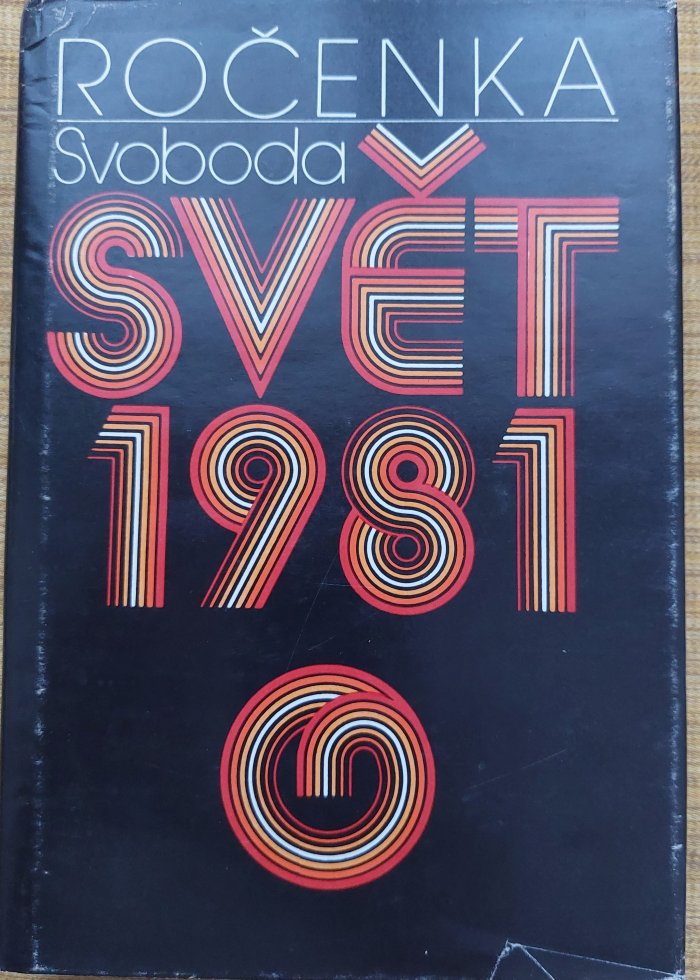 ROČENKA
Svoboda
SVĚT
1981